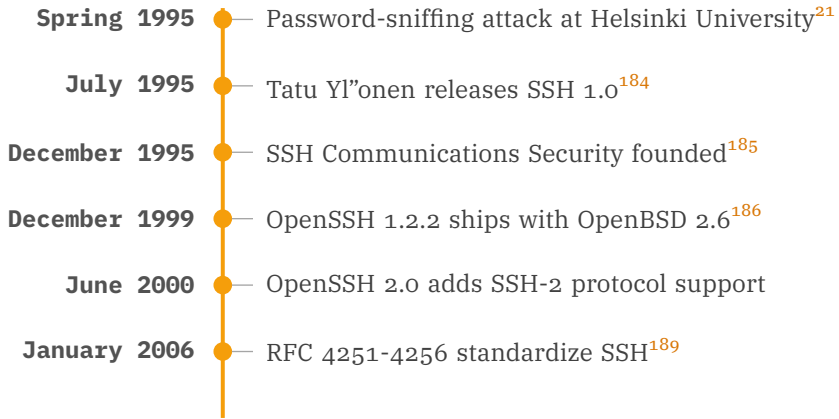 Spring 1995 Password-sniffing attack at Helsinki University21
July 1995 Tatu Yl”onen releases SSH 1.0184
December 1995 SSH Communications Security founded185
December 1999 OpenSSH 1.2.2 ships with OpenBSD 2.6186
June 2000 OpenSSH 2.0 adds SSH-2 protocol support
January 2006 RFC 4251-4256 standardize SSH189